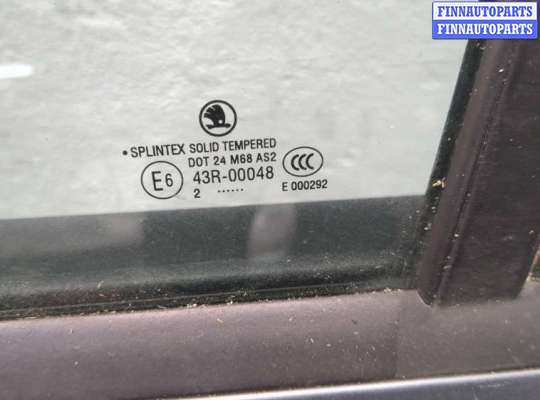 FINNAUTOPARTS
FINNAUTOPARTS
• SPLINTEX SOLID TEMPERED
DOT 24 M68 AS2
E6 43R-00048
2 ......
CCC
E 000292